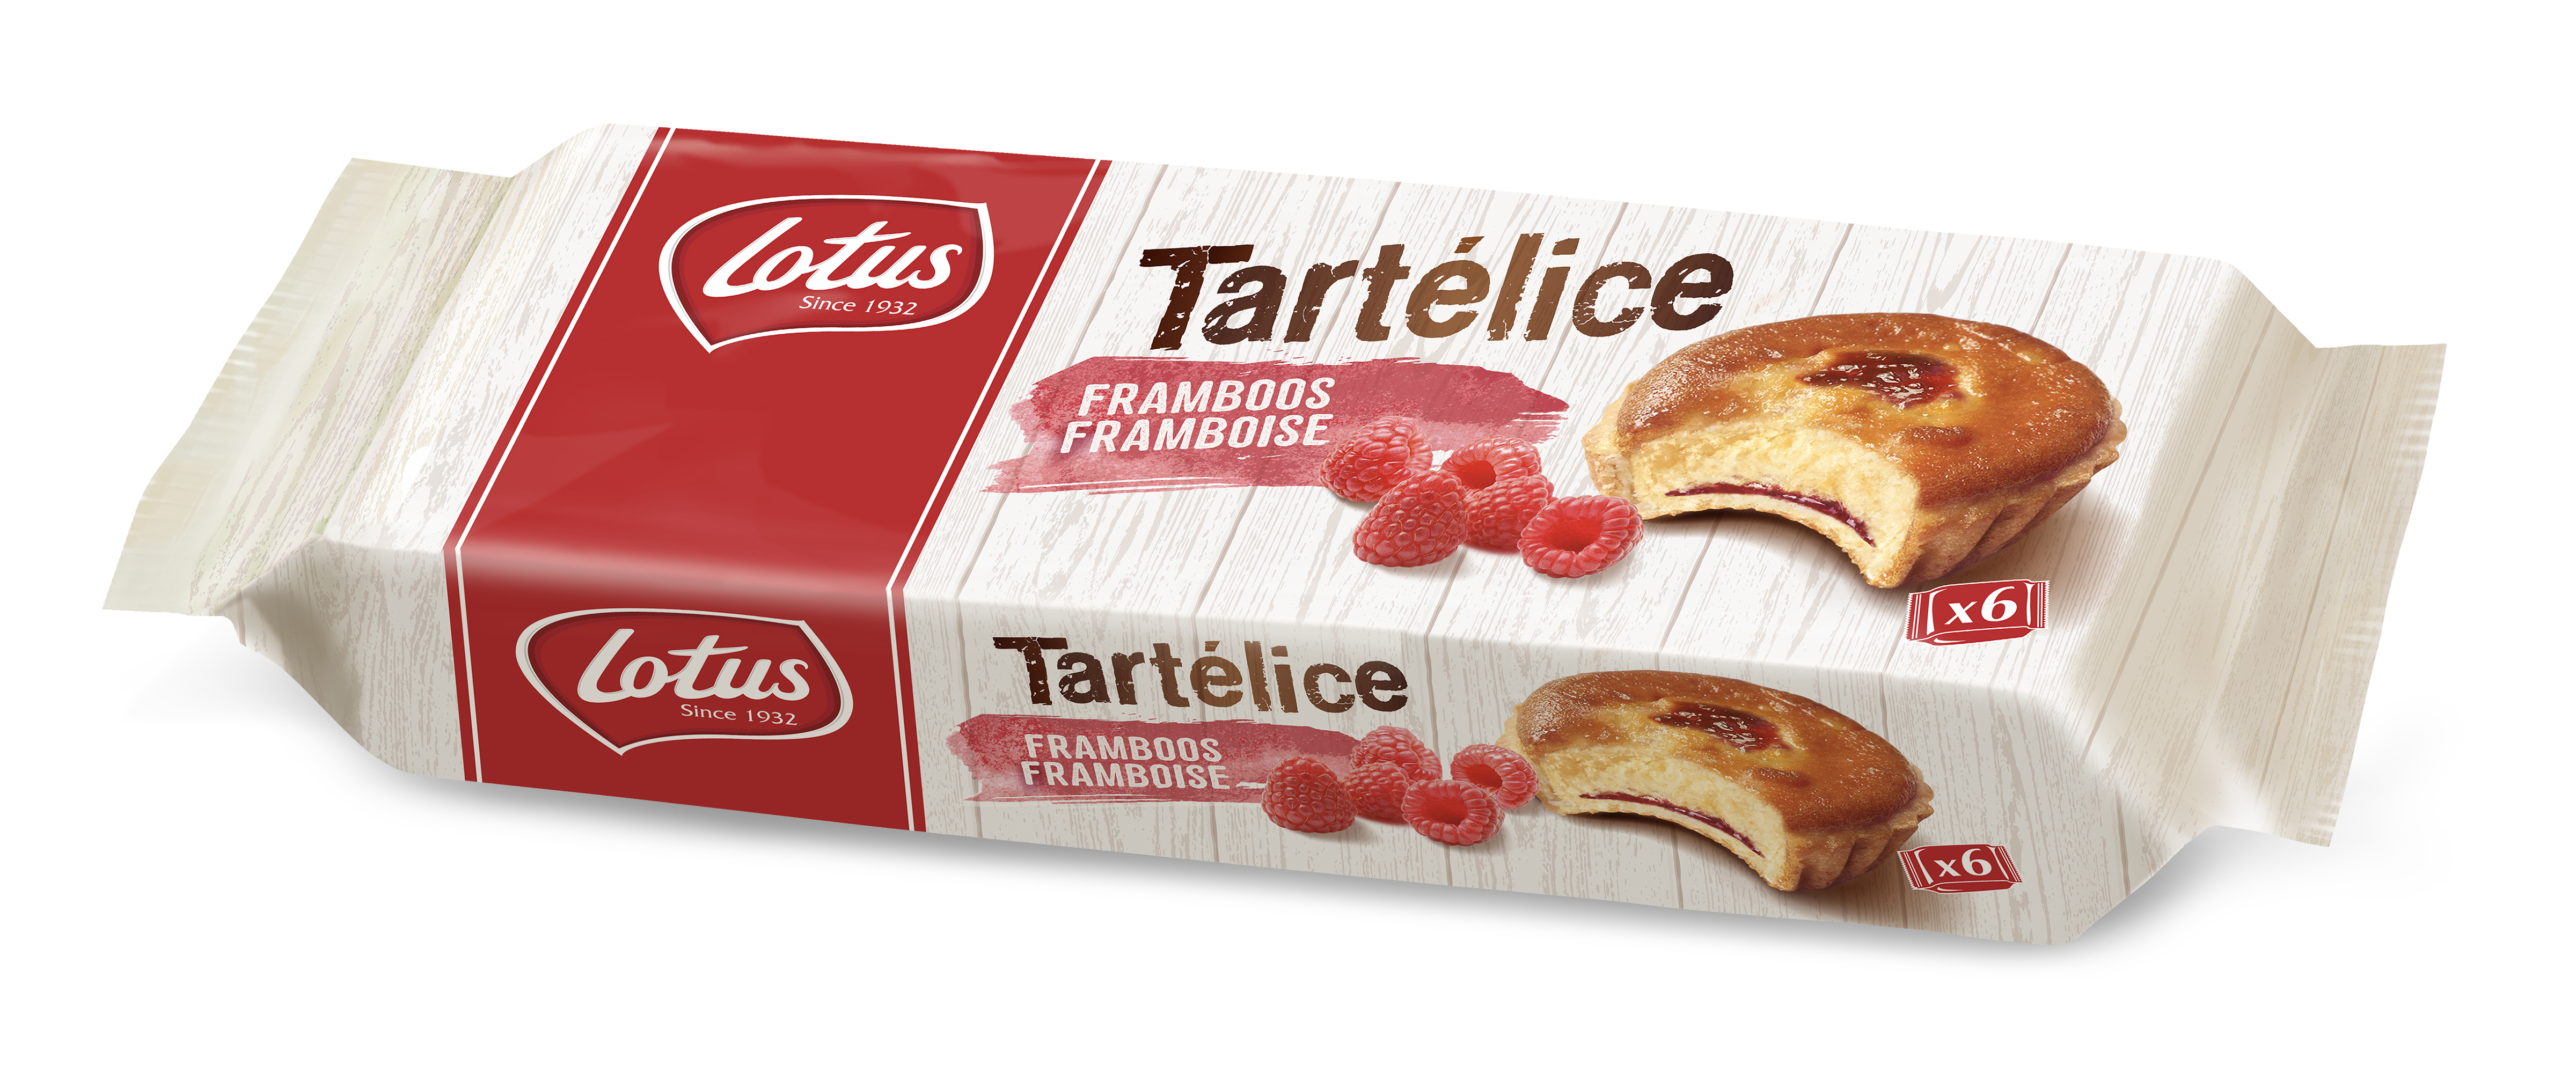 Lotus
Since 1932
Tartélice
FRAMBOOS
FRAMBOISE
x6
Lotus
Since 1932
Tartélice
FRAMBOOS
FRAMBOISE
x6